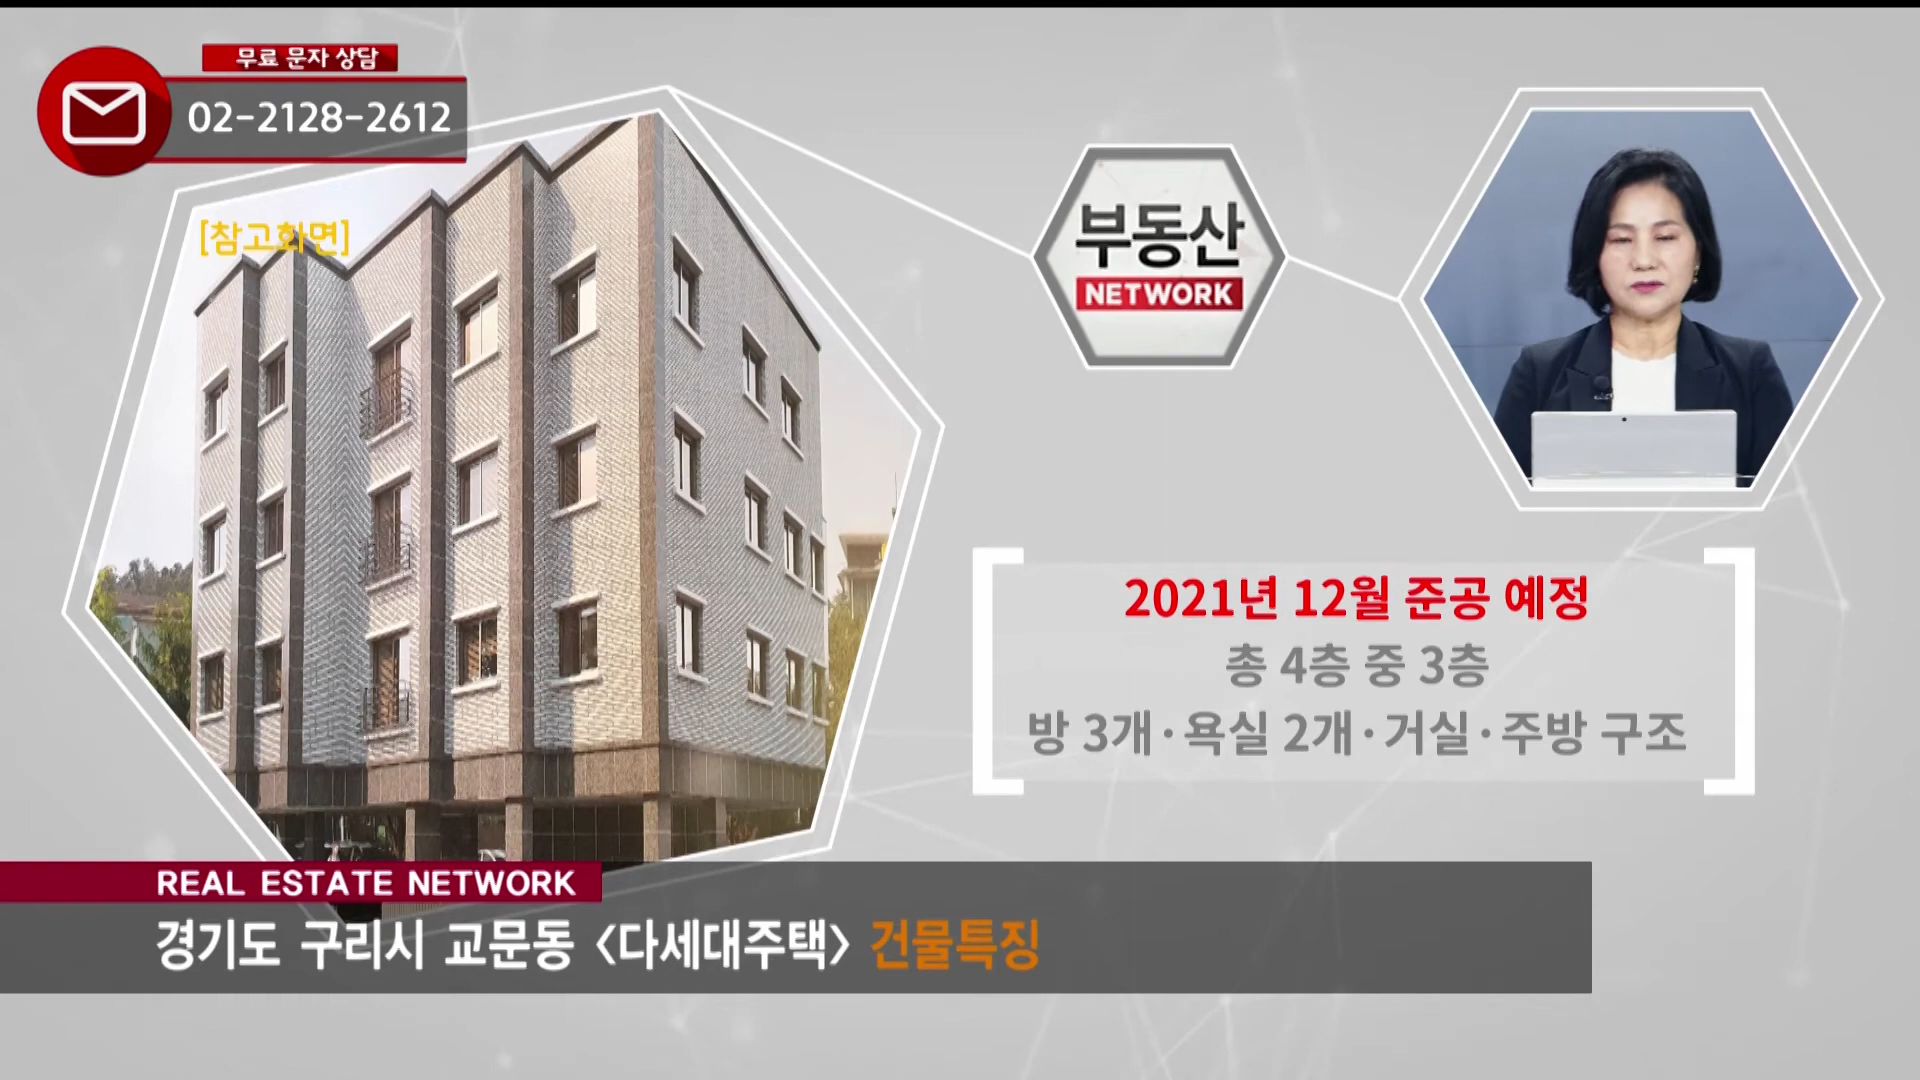 무료 문자 상담
02-2128-2612
[참고화면]
부동산
NETWORK
2021년 12월 준공 예정
총 4층 중 3층
방 3개·욕실 2개·거실·주방 구조
REAL ESTATE NETWORK
경기도 구리시 교문동 <다세대주택> 건물특징